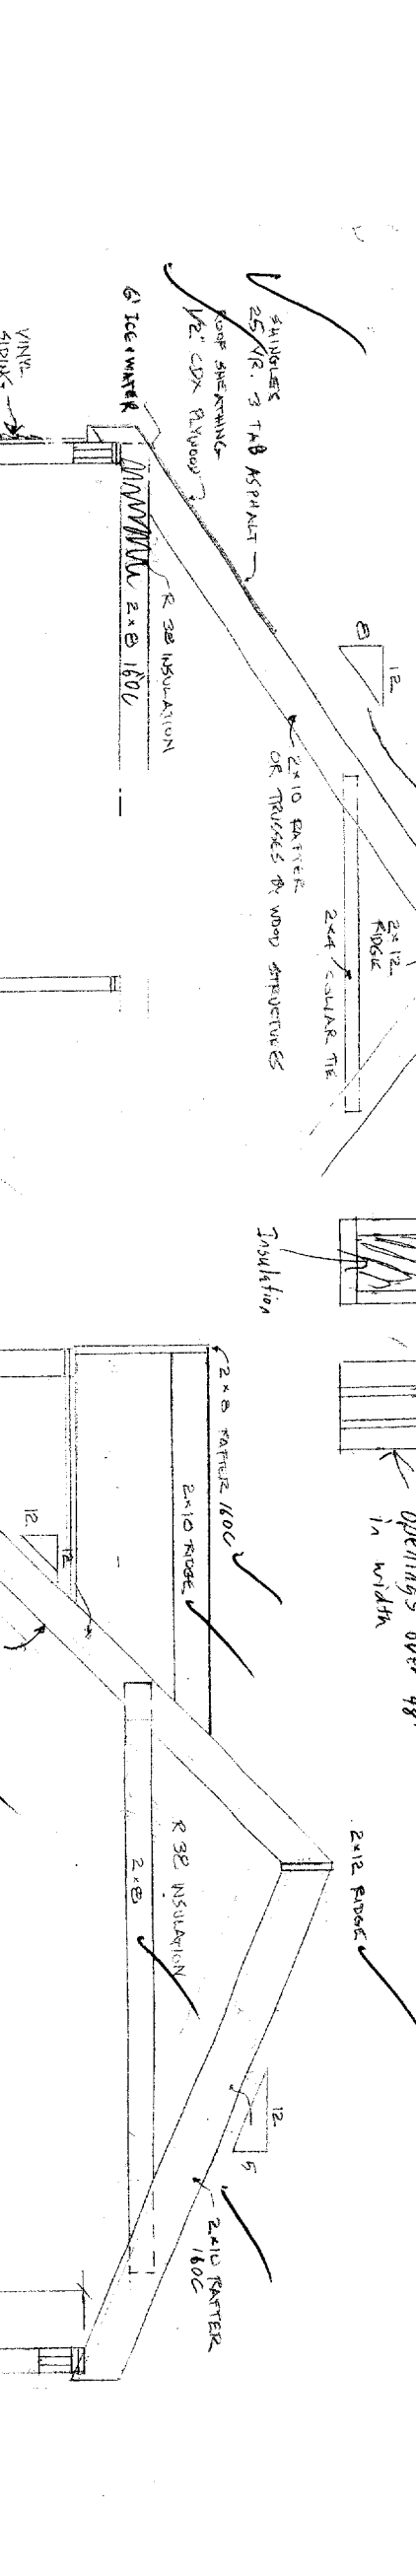 SHINGLES
25 YR. 3 TAB ASPHALT
ROOF SHEATHING
1/2" CDX PLYWOOD
6' ICE & WATER
VINYL
SIDING
R 38 INSULATION
2x8 16OC
8
12
2x10 RAFTER
OR TRUSSES BY WOOD STRUCTURES
2x12
RIDGE
2x4 COLLAR TIE
Insulation
openings over 48"
in width
2x8 RAFTER 16OC
2x10 RIDGE
12
12
2x12 RIDGE
R 38 INSULATION
2x8
12
5
2x10 RAFTER
16OC